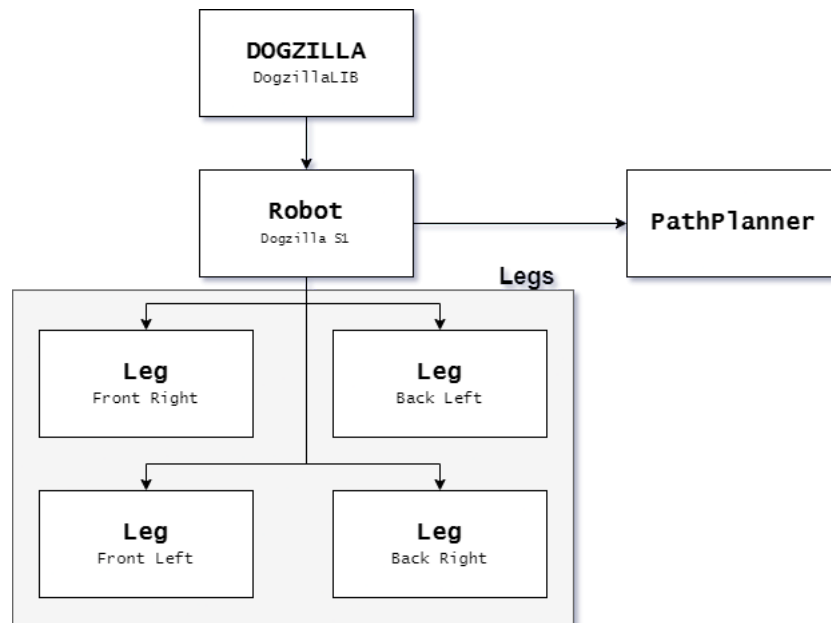 DOGZILLA
DogzillaLIB
Robot
Dogzilla S1
PathPlanner
Legs
Leg
Front Right
Leg
Back Left
Leg
Front Left
Leg
Back Right